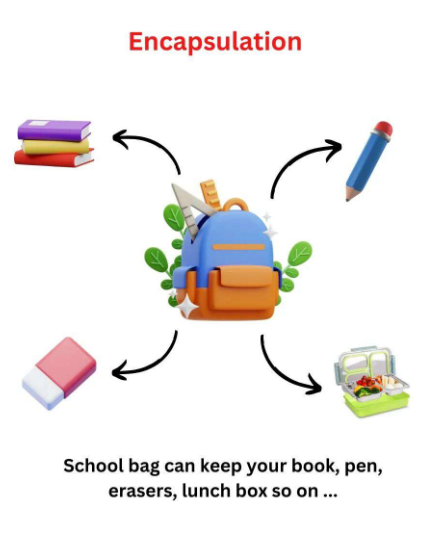 Encapsulation
School bag can keep your book, pen,
erasers, lunch box so on ...